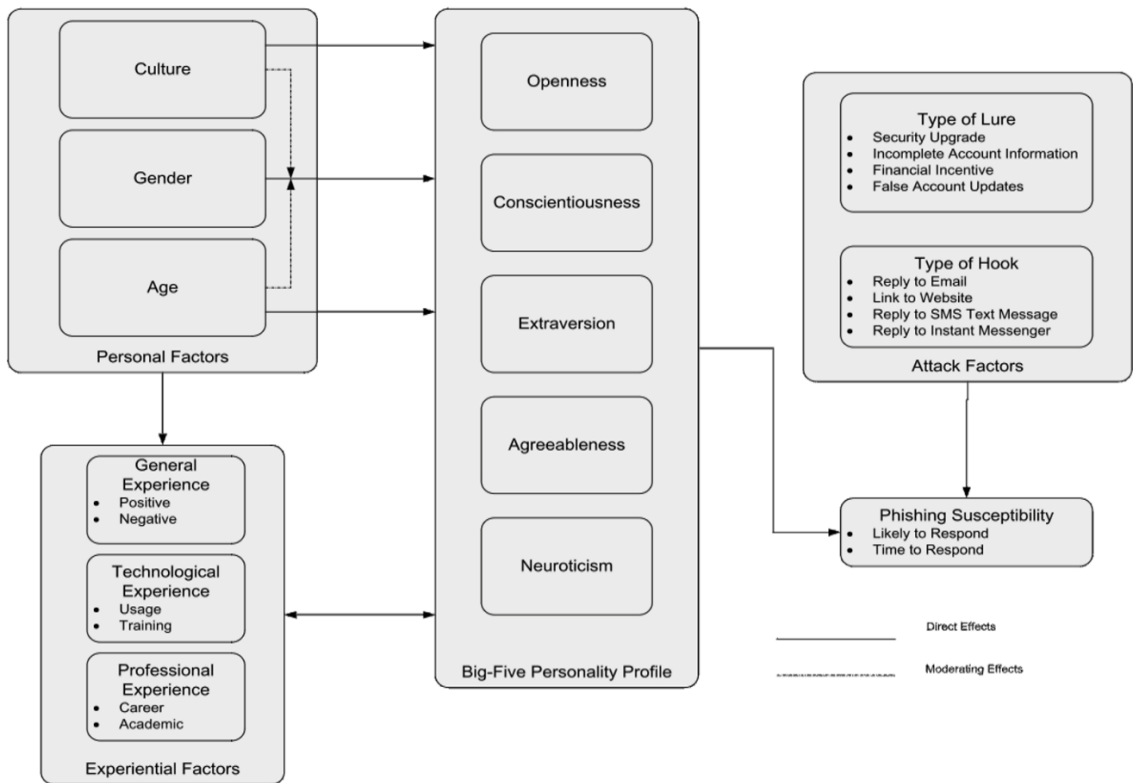 Culture
Gender
Age
Personal Factors
General
Experience
• Positive
• Negative
Technological
Experience
• Usage
• Training
Professional
Experience
• Career
• Academic
Experiential Factors
Openness
Conscientiousness
Extraversion
Agreeableness
Neuroticism
Big-Five Personality Profile
Type of Lure
• Security Upgrade
• Incomplete Account Information
• Financial Incentive
• False Account Updates
Type of Hook
• Reply to Email
• Link to Website
• Reply to SMS Text Message
• Reply to Instant Messenger
Attack Factors
Phishing Susceptibility
• Likely to Respond
• Time to Respond
Direct Effects
Moderating Effects